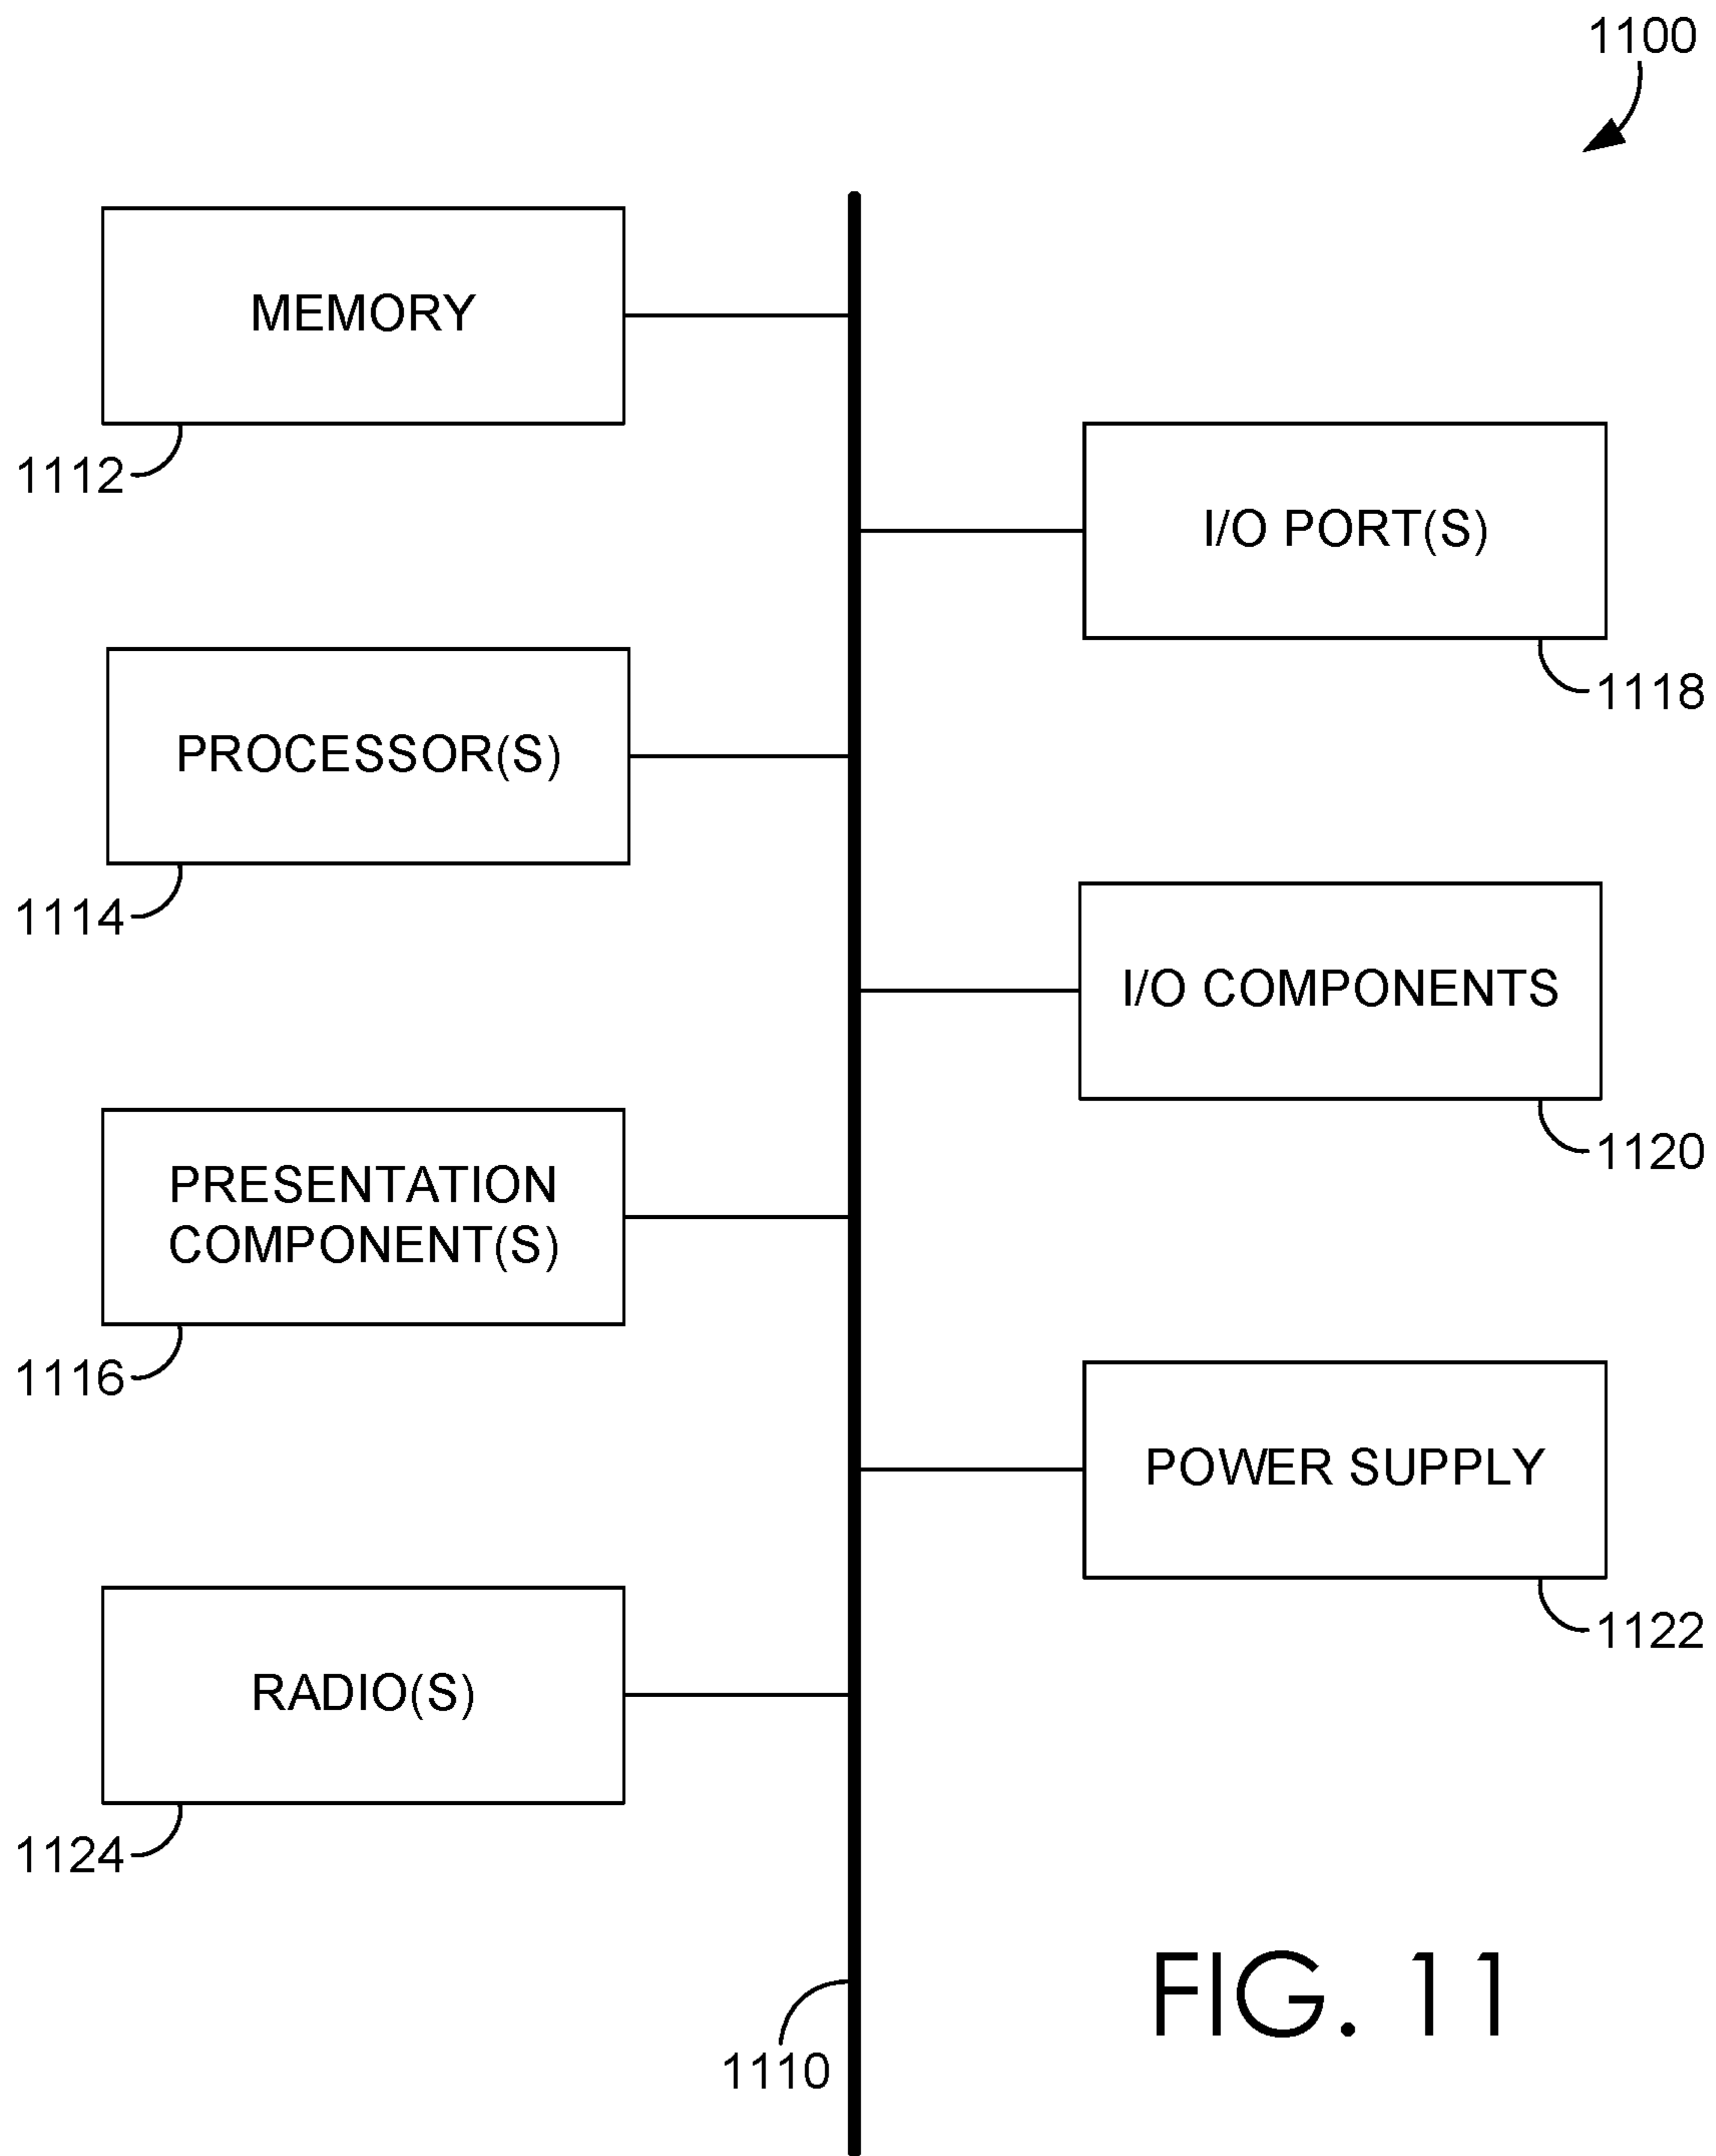 1100
MEMORY
1112
I/O PORT(S)
1118
PROCESSOR(S)
1114
I/O COMPONENTS
1120
PRESENTATION
COMPONENT(S)
1116
POWER SUPPLY
1122
RADIO(S)
1124
1110
FIG. 11